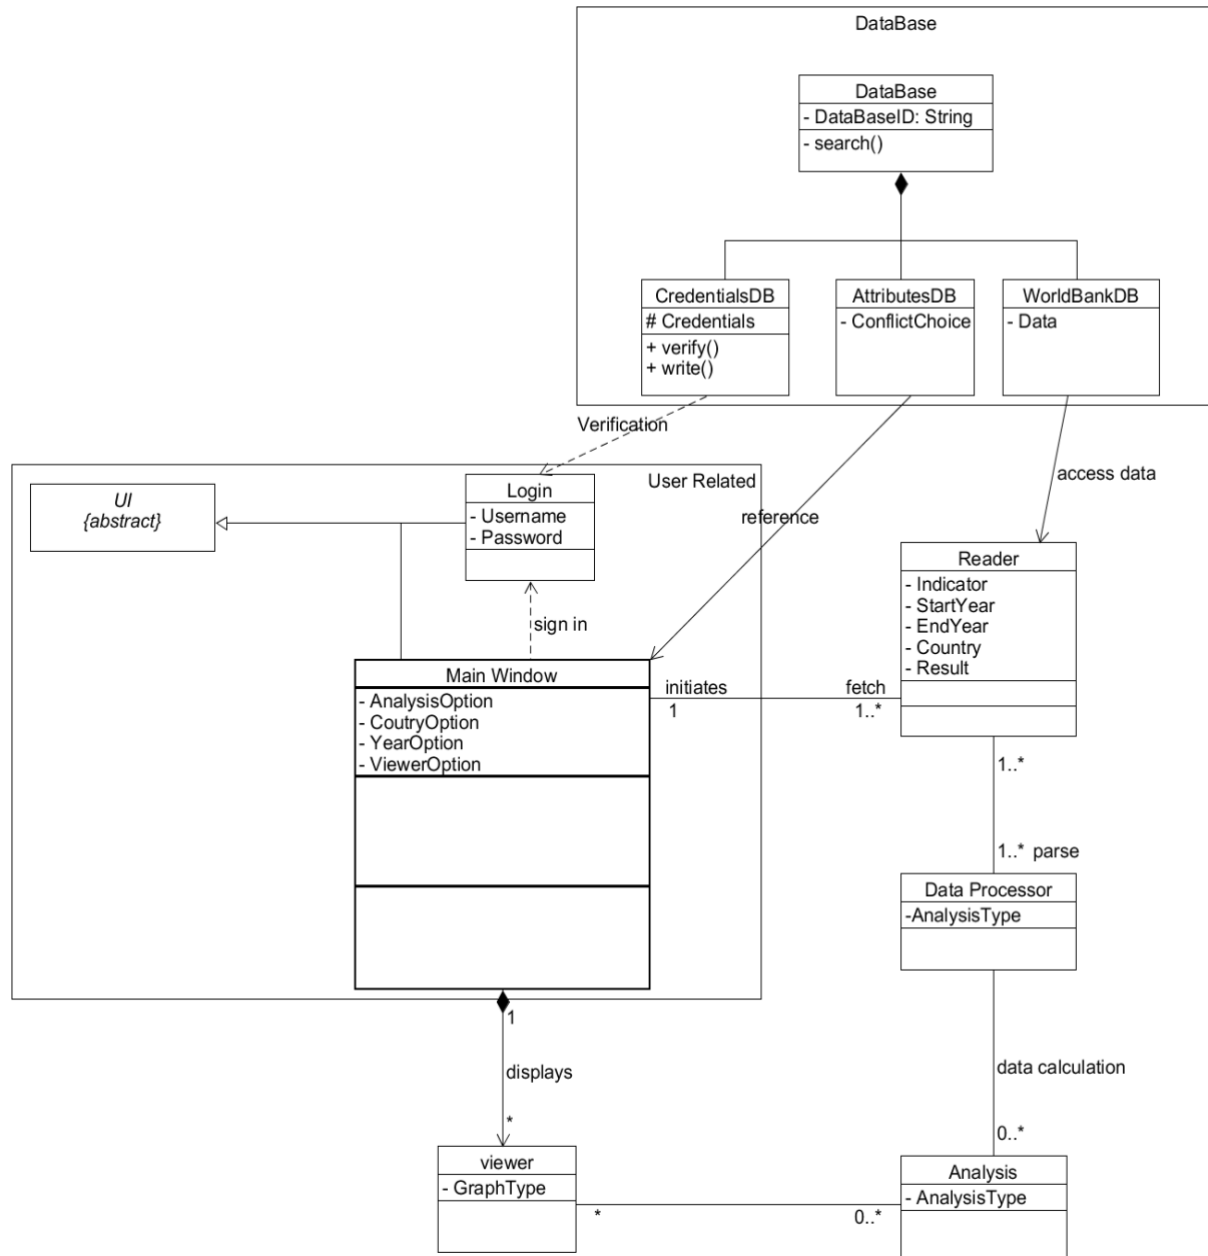 DataBase
DataBase
- DataBaseID: String
- search()
CredentialsDB
# Credentials
+ verify()
+ write()
AttributesDB
- ConflictChoice
WorldBankDB
- Data
Verification
reference
access data
User Related
UI
{abstract}
Login
- Username
- Password
sign in
Main Window
- AnalysisOption
- CoutryOption
- YearOption
- ViewerOption
initiates
1
fetch
1..*
Reader
- Indicator
- StartYear
- EndYear
- Country
- Result
1..*
1..* parse
Data Processor
-AnalysisType
data calculation
0..*
1
displays
*
viewer
- GraphType
*
0..*
Analysis
- AnalysisType